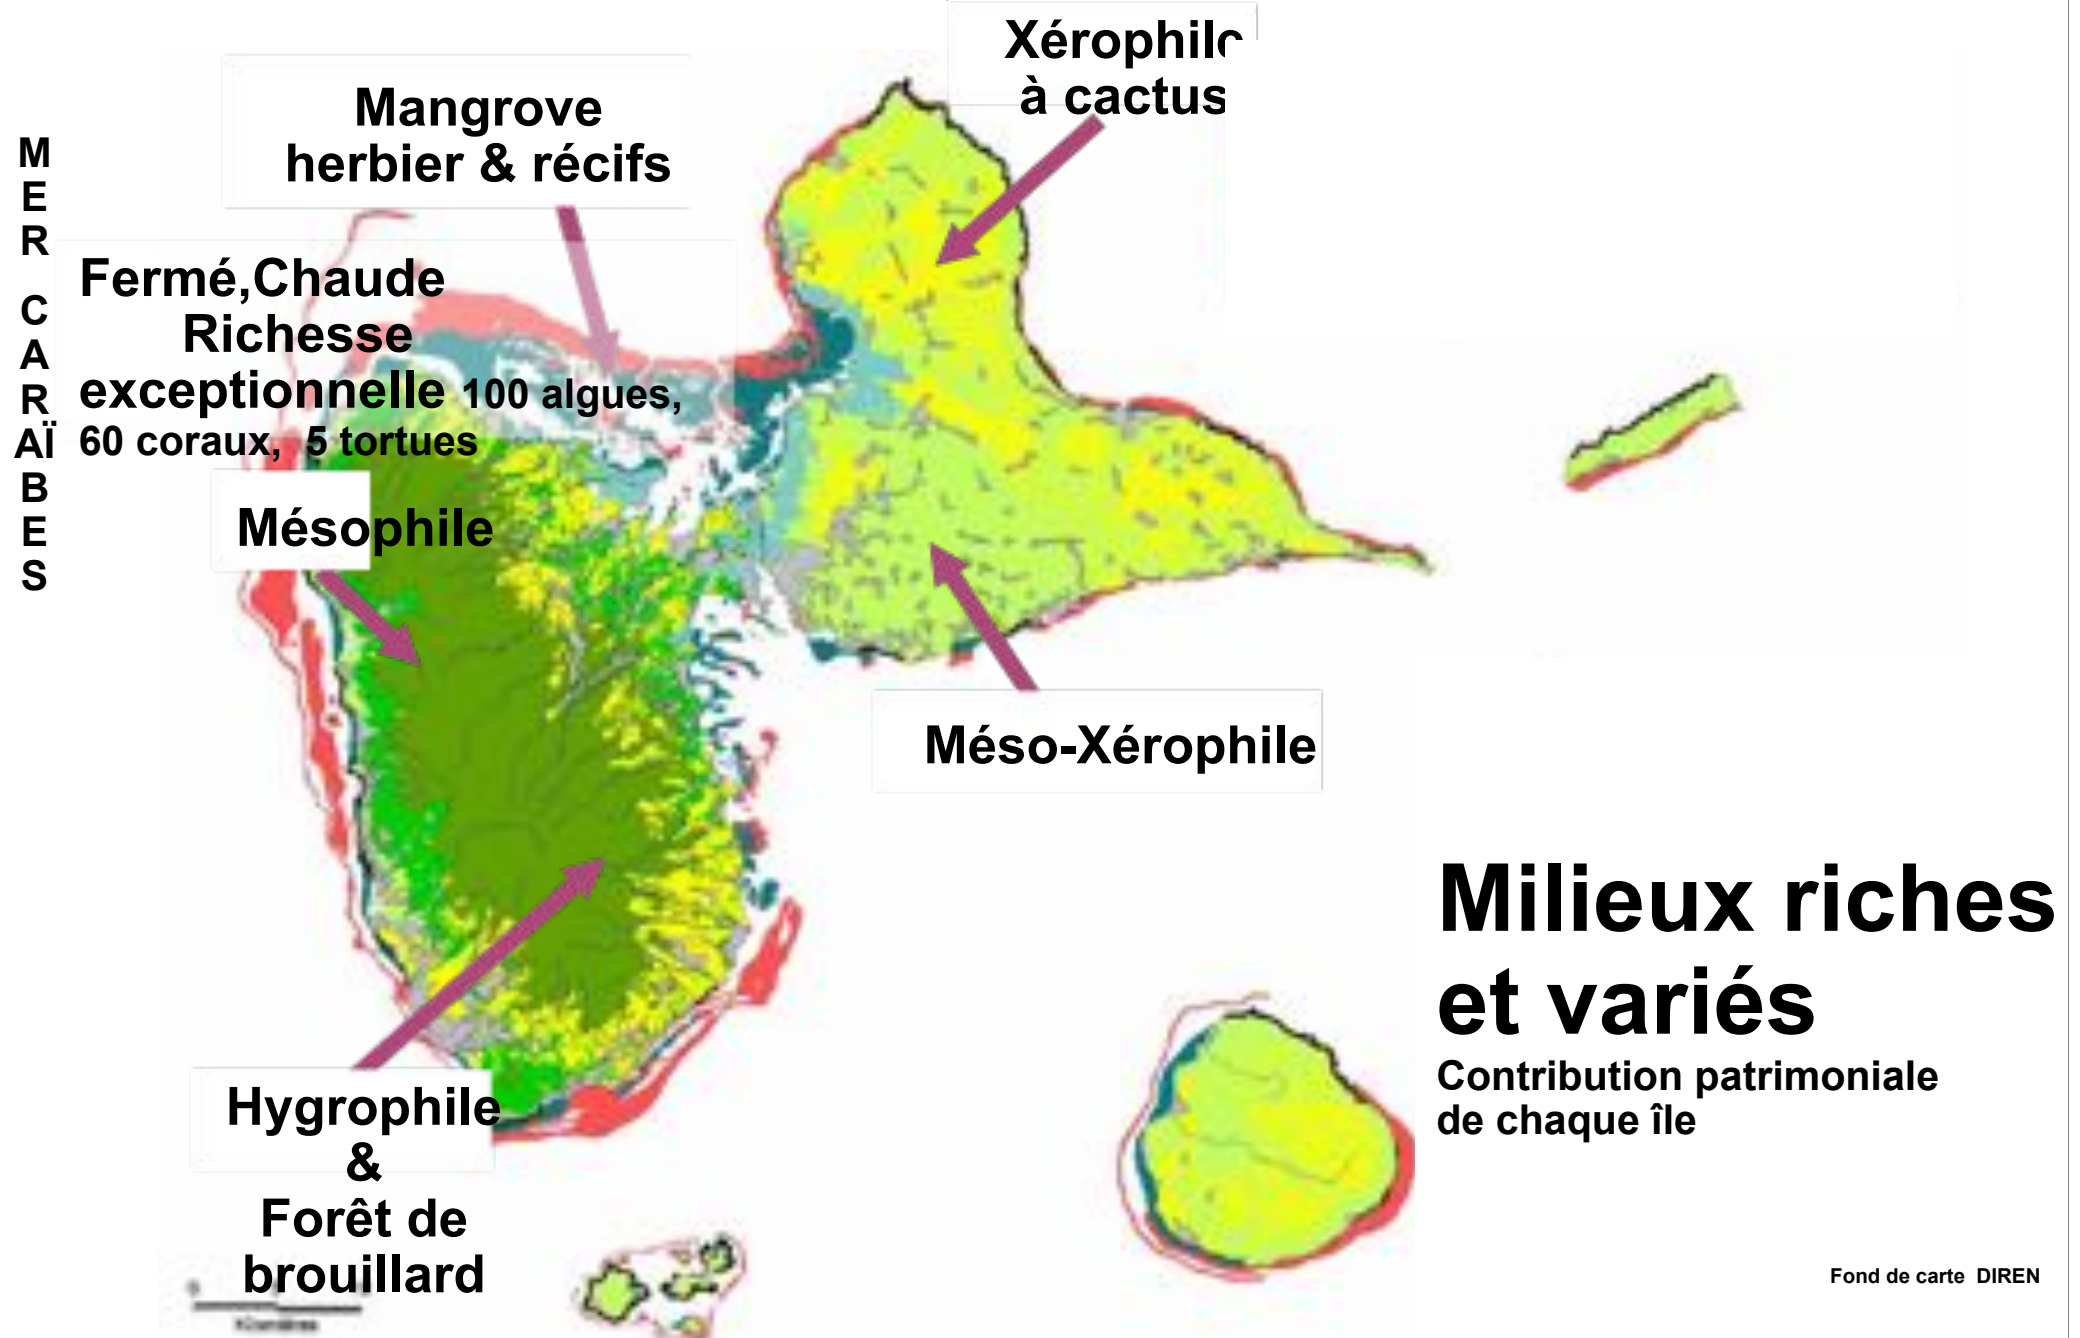 Xérophile
à cactus
Mangrove
herbier & récifs
MER CARAÏBES
Fermé,Chaude
Richesse
exceptionnelle 100 algues,
60 coraux, 5 tortues
Mésophile
Méso-Xérophile
Milieux riches
et variés
Contribution patrimoniale
de chaque île
Hygrophile
&
Forêt de
brouillard
Kilomètres
Fond de carte DIREN